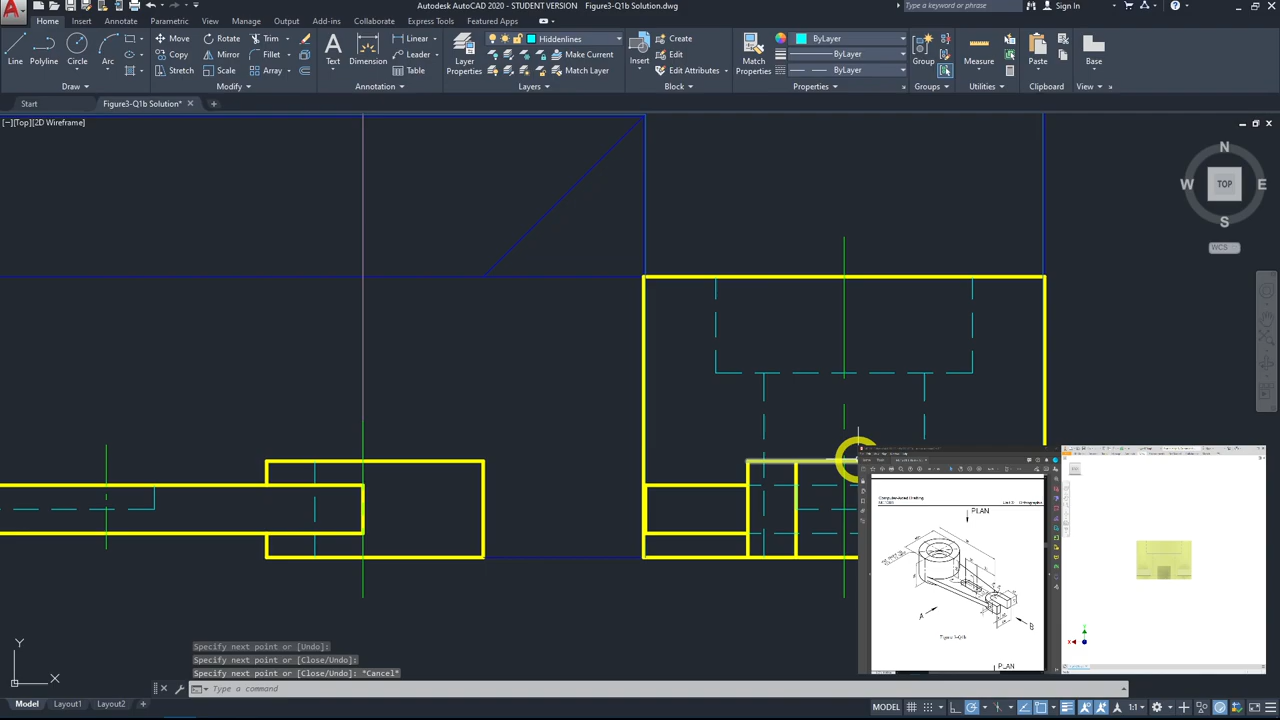 Autodesk AutoCAD 2020 - STUDENT VERSION Figure3-Q1b Solution.dwg
Type a keyword or phrase
Sign In
Home Insert Annotate Parametric View Manage Output Add-ins Collaborate Express Tools Featured Apps
Line Polyline Circle Arc
Move Rotate Trim
Copy Mirror Fillet
Stretch Scale Array
Text Dimension
Linear
Leader
Table
Layer Properties
Hiddenlines
Make Current
Match Layer
Insert
Create
Edit
Edit Attributes
Match Properties
ByLayer
ByLayer
ByLayer
Group
Measure
Paste
Base
Draw Modify Annotation Layers Block Properties Groups Utilities Clipboard View
Start Figure3-Q1b Solution*
[−][Top][2D Wireframe]
N
W TOP E
S
WCS
PLAN
A
B
Figure 3-Q1b
PLAN
Y
X
Specify next point or [Undo]:
Specify next point or [Close/Undo]:
Specify next point or [Close/Undo]: *Cancel*
Type a command
Model Layout1 Layout2
MODEL 1:1